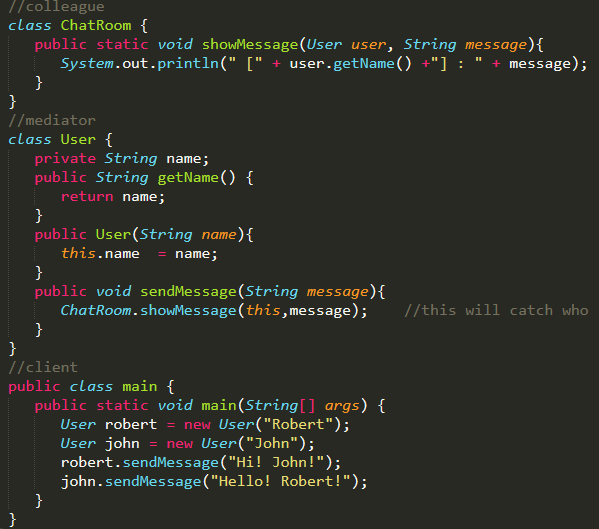 //colleague
class ChatRoom {
   public static void showMessage(User user, String message){
      System.out.println(" [" + user.getName() +"] : " + message);
   }
}
//mediator
class User {
   private String name;
   public String getName() {
      return name;
   }
   public User(String name){
      this.name  = name;
   }
   public void sendMessage(String message){
      ChatRoom.showMessage(this,message);    //this will catch who
   }
}
//client
public class main {
   public static void main(String[] args) {
      User robert = new User("Robert");
      User john = new User("John");
      robert.sendMessage("Hi! John!");
      john.sendMessage("Hello! Robert!");
   }
}